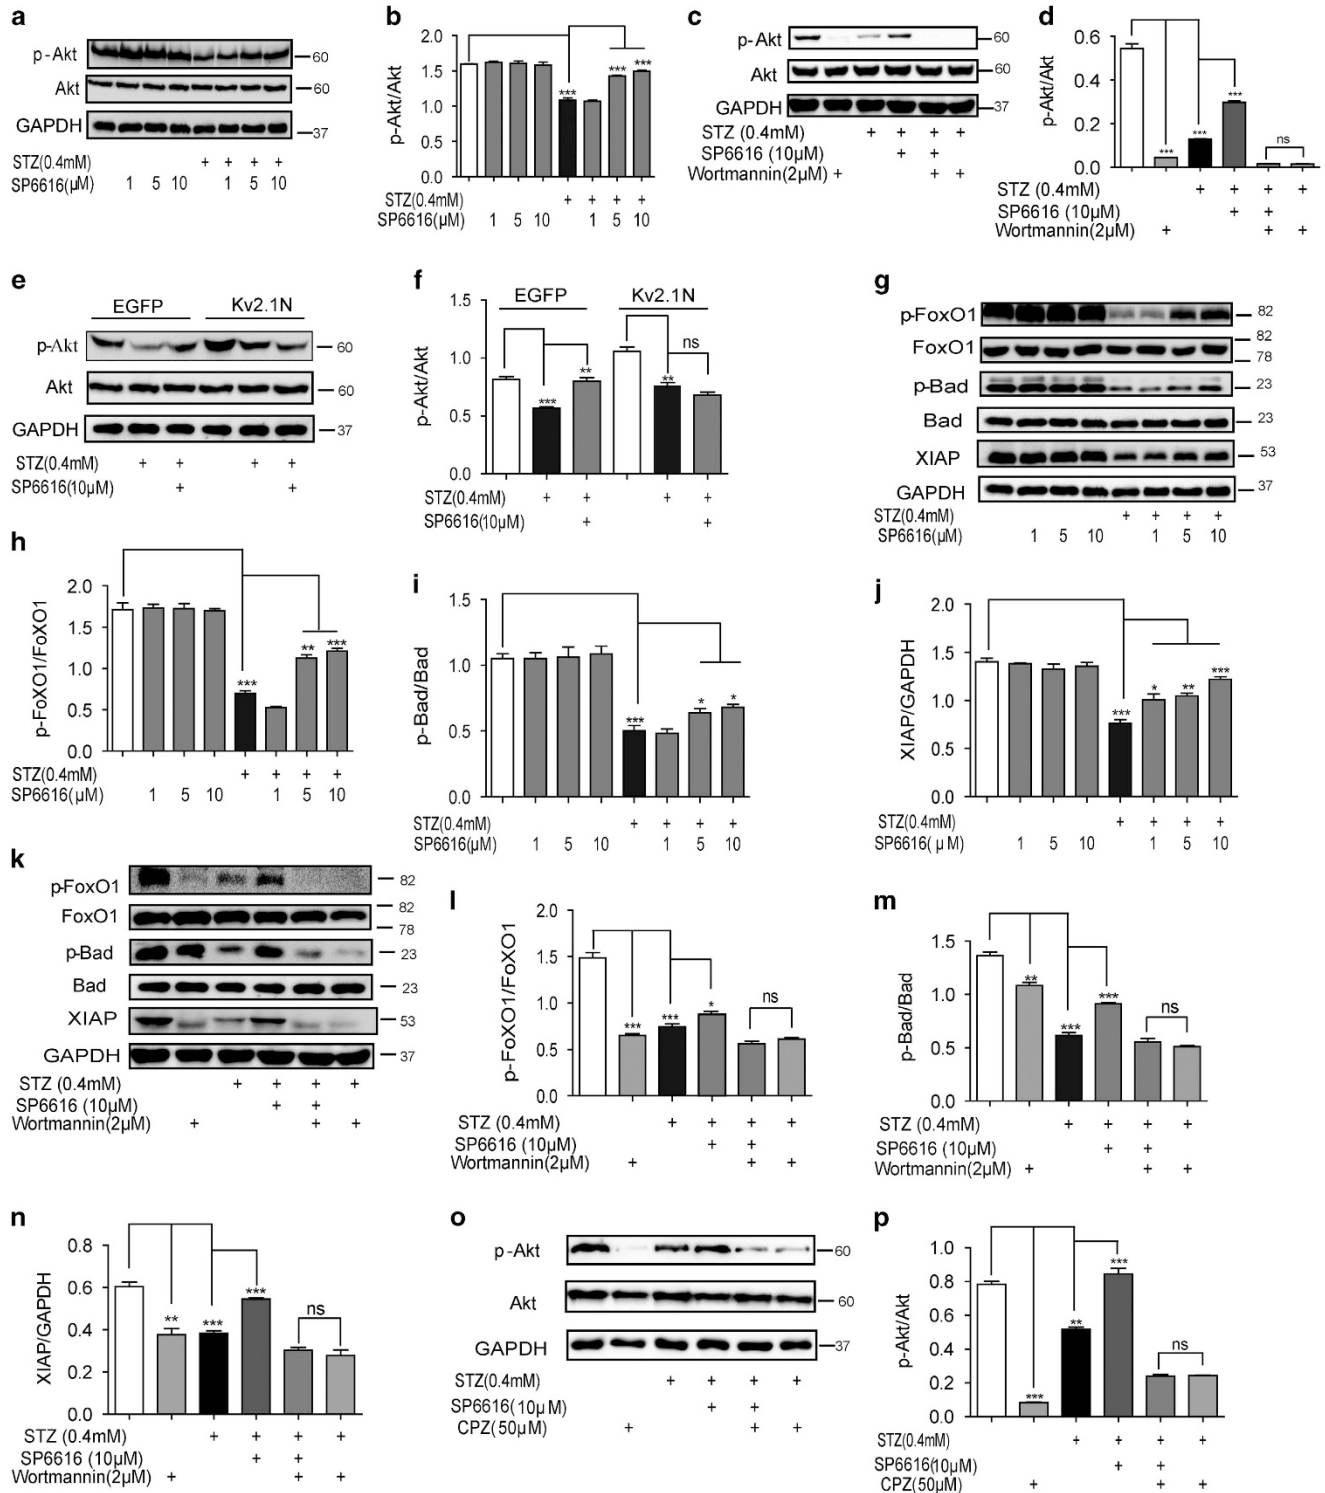 a
p-Akt
60
Akt
60
GAPDH
37
STZ(0.4mM) + + + +
SP6616(µM) 1 5 10 1 5 10
b
p-Akt/Akt
2.0
1.5
1.0
0.5
0.0
*** *** ***
STZ(0.4mM) + + + +
SP6616(µM) 1 5 10 1 5 10
c
p-Akt
60
Akt
60
GAPDH
37
STZ (0.4mM) + + + +
SP6616 (10µM) + +
Wortmannin(2µM) + + +
d
p-Akt/Akt
0.6
0.4
0.2
0.0
*** *** *** ns
STZ (0.4mM) + + + +
SP6616 (10µM) + +
Wortmannin(2µM) + + +
e
EGFP Kv2.1N
p-Akt
60
Akt
60
GAPDH
37
STZ(0.4mM) + + + +
SP6616(10µM) + +
f
EGFP Kv2.1N
p-Akt/Akt
1.5
1.0
0.5
0.0
*** ** ** ns
STZ(0.4mM) + + + +
SP6616(10µM) + +
g
p-FoxO1
82
FoxO1
82
78
p-Bad
23
Bad
23
XIAP
53
GAPDH
37
STZ(0.4mM) + + + +
SP6616(µM) 1 5 10 1 5 10
h
p-FoXO1/FoXO1
2.0
1.5
1.0
0.5
0.0
*** ** ***
STZ(0.4mM) + + + +
SP6616(µM) 1 5 10 1 5 10
i
p-Bad/Bad
1.5
1.0
0.5
0.0
*** * *
STZ(0.4mM) + + + +
SP6616(µM) 1 5 10 1 5 10
j
XIAP/GAPDH
2.0
1.5
1.0
0.5
0.0
*** * ** ***
STZ(0.4mM) + + + +
SP6616( µ M) 1 5 10 1 5 10
k
p-FoxO1
82
FoxO1
82
78
p-Bad
23
Bad
23
XIAP
53
GAPDH
37
STZ (0.4mM) + + + +
SP6616 (10µM) + +
Wortmannin(2µM) + + +
l
p-FoXO1/FoXO1
2.0
1.5
1.0
0.5
0.0
*** *** * ns
STZ (0.4mM) + + + +
SP6616 (10µM) + +
Wortmannin(2µM) + + +
m
p-Bad/Bad
1.5
1.0
0.5
0.0
** *** *** ns
STZ (0.4mM) + + + +
SP6616 (10µM) + +
Wortmannin(2µM) + + +
n
XIAP/GAPDH
0.8
0.6
0.4
0.2
0.0
** *** *** ns
STZ (0.4mM) + + + +
SP6616 (10µM) + +
Wortmannin(2µM) + + +
o
p-Akt
60
Akt
60
GAPDH
37
STZ(0.4mM) + + + +
SP6616(10µM) + +
CPZ(50µM) + + +
p
p-Akt/Akt
1.0
0.8
0.6
0.4
0.2
0.0
*** ** *** ns
STZ(0.4mM) + + + +
SP6616(10µM) + +
CPZ(50µM) + + +